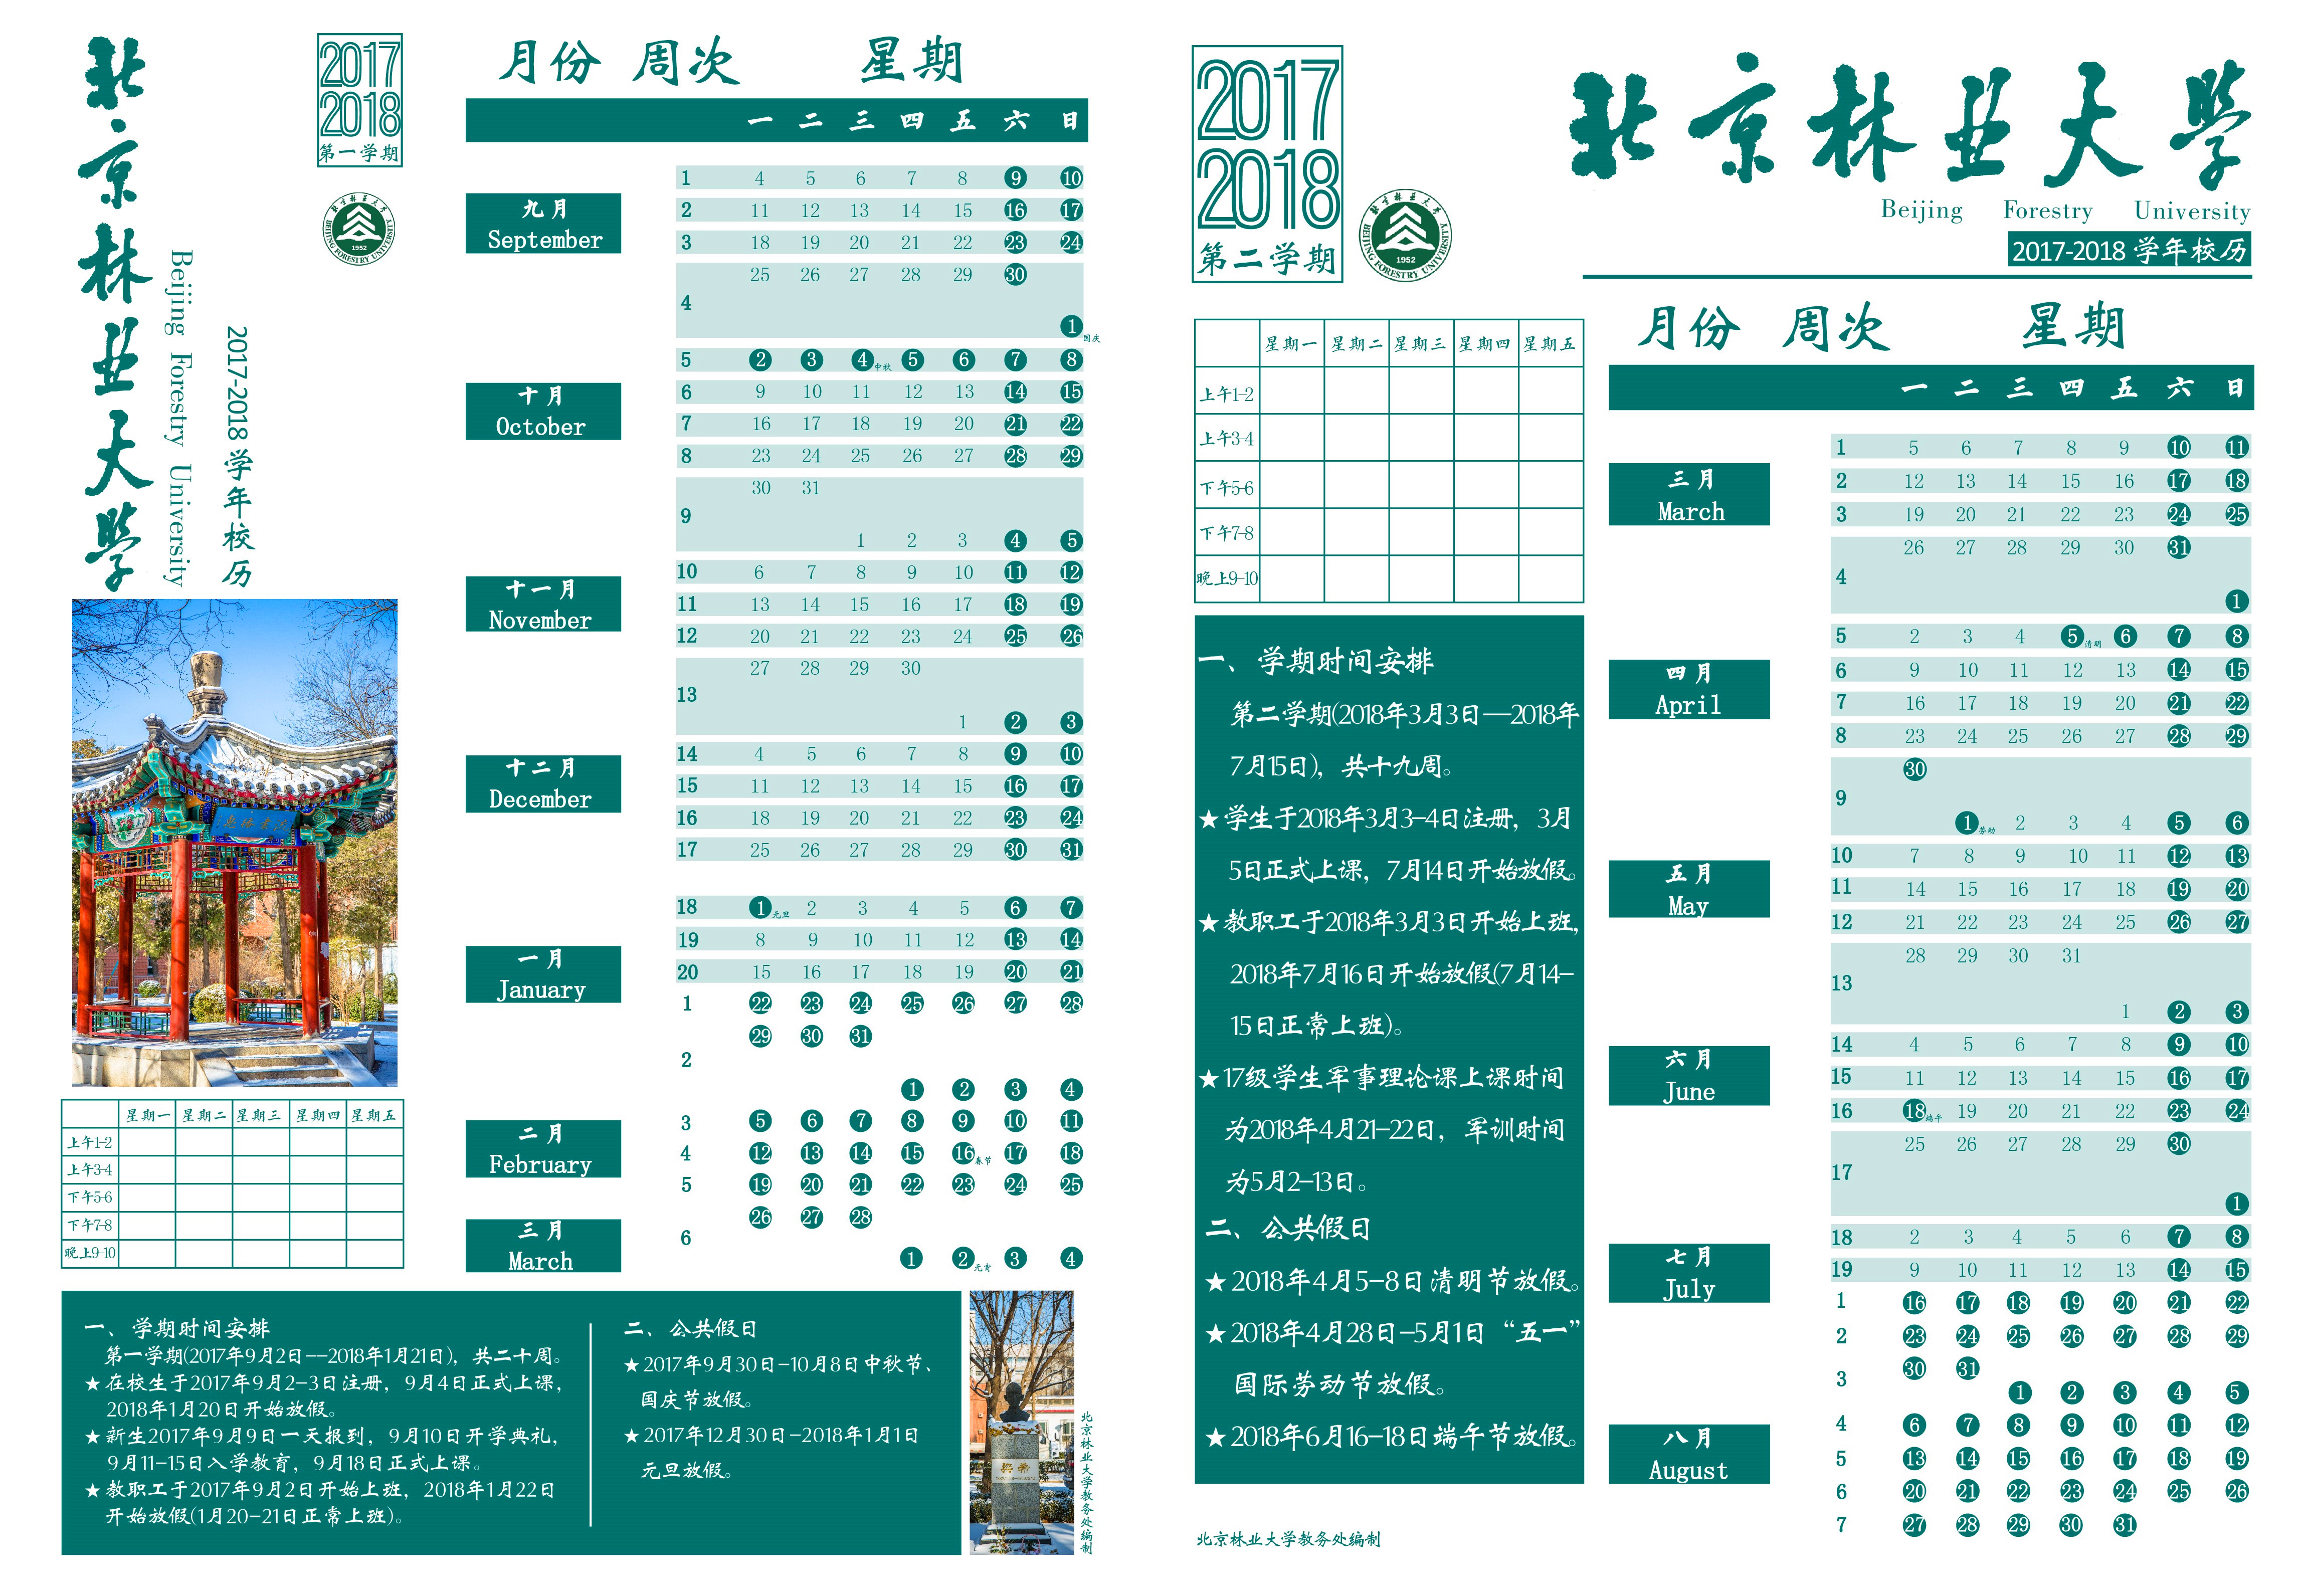 北京林业大学
Beijing Forestry University
2017-2018 学年校历
2017
2018
第一学期
月份 周次 星期
一 二 三 四 五 六 日
九月
September
1 4 5 6 7 8 9 10
2 11 12 13 14 15 16 17
3 18 19 20 21 22 23 24
4 25 26 27 28 29 30
1 国庆
十月
October
5 2 3 4 中秋 5 6 7 8
6 9 10 11 12 13 14 15
7 16 17 18 19 20 21 22
8 23 24 25 26 27 28 29
9 30 31
1 2 3 4 5
十一月
November
10 6 7 8 9 10 11 12
11 13 14 15 16 17 18 19
12 20 21 22 23 24 25 26
13 27 28 29 30
1 2 3
十二月
December
14 4 5 6 7 8 9 10
15 11 12 13 14 15 16 17
16 18 19 20 21 22 23 24
17 25 26 27 28 29 30 31
一月
January
18 1 元旦 2 3 4 5 6 7
19 8 9 10 11 12 13 14
20 15 16 17 18 19 20 21
1 22 23 24 25 26 27 28
2 29 30 31
1 2 3 4
二月
February
3 5 6 7 8 9 10 11
4 12 13 14 15 16 春节 17 18
5 19 20 21 22 23 24 25
6 26 27 28
三月
March
1 2 元宵 3 4
星期一 星期二 星期三 星期四 星期五
上午1-2
上午3-4
下午5-6
下午7-8
晚上9-10
一、学期时间安排
第一学期(2017年9月2日—2018年1月21日)，共二十周。
★在校生于2017年9月2-3日注册，9月4日正式上课，
2018年1月20日开始放假。
★新生2017年9月9日一天报到，9月10日开学典礼，
9月11-15日入学教育，9月18日正式上课。
★教职工于2017年9月2日开始上班，2018年1月22日
开始放假(1月20-21日正常上班)。
二、公共假日
★2017年9月30日-10月8日中秋节、
国庆节放假。
★2017年12月30日-2018年1月1日
元旦放假。
北京林业大学教务处编制
2017
2018
第二学期
北京林业大学
BEIJING FORESTRY UNIVERSITY
1952
北京林业大学
Beijing Forestry University
2017-2018 学年校历
星期一 星期二 星期三 星期四 星期五
上午1-2
上午3-4
下午5-6
下午7-8
晚上9-10
一、学期时间安排
第二学期(2018年3月3日—2018年
7月15日)，共十九周。
★学生于2018年3月3-4日注册，3月
5日正式上课，7月14日开始放假。
★教职工于2018年3月3日开始上班,
2018年7月16日开始放假(7月14-
15日正常上班)。
★17级学生军事理论课上课时间
为2018年4月21-22日，军训时间
为5月2-13日。
二、公共假日
★2018年4月5-8日清明节放假。
★2018年4月28日-5月1日“五一”
国际劳动节放假。
★2018年6月16-18日端午节放假。
北京林业大学教务处编制
月份 周次 星期
一 二 三 四 五 六 日
三月
March
1 5 6 7 8 9 10 11
2 12 13 14 15 16 17 18
3 19 20 21 22 23 24 25
4 26 27 28 29 30 31
1
四月
April
5 2 3 4 5 清明 6 7 8
6 9 10 11 12 13 14 15
7 16 17 18 19 20 21 22
8 23 24 25 26 27 28 29
9 30
1 劳动 2 3 4 5 6
五月
May
10 7 8 9 10 11 12 13
11 14 15 16 17 18 19 20
12 21 22 23 24 25 26 27
13 28 29 30 31
1 2 3
六月
June
14 4 5 6 7 8 9 10
15 11 12 13 14 15 16 17
16 18 端午 19 20 21 22 23 24
17 25 26 27 28 29 30
1
七月
July
18 2 3 4 5 6 7 8
19 9 10 11 12 13 14 15
1 16 17 18 19 20 21 22
2 23 24 25 26 27 28 29
3 30 31
1 2 3 4 5
八月
August
4 6 7 8 9 10 11 12
5 13 14 15 16 17 18 19
6 20 21 22 23 24 25 26
7 27 28 29 30 31